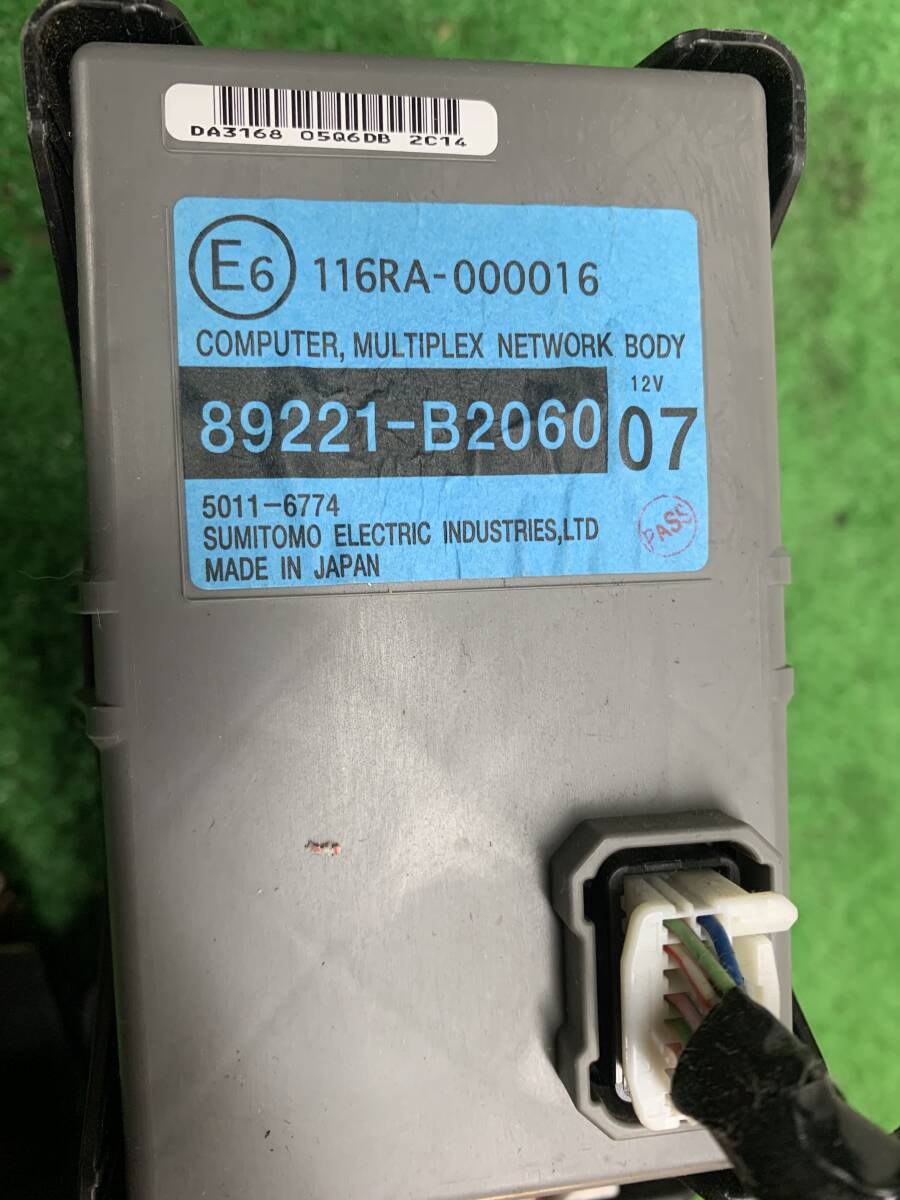 DA3168 05Q6DB 2C14
E6 116RA-000016
COMPUTER, MULTIPLEX NETWORK BODY
89221-B2060 12V 07
5011-6774
SUMITOMO ELECTRIC INDUSTRIES,LTD
MADE IN JAPAN
PASS